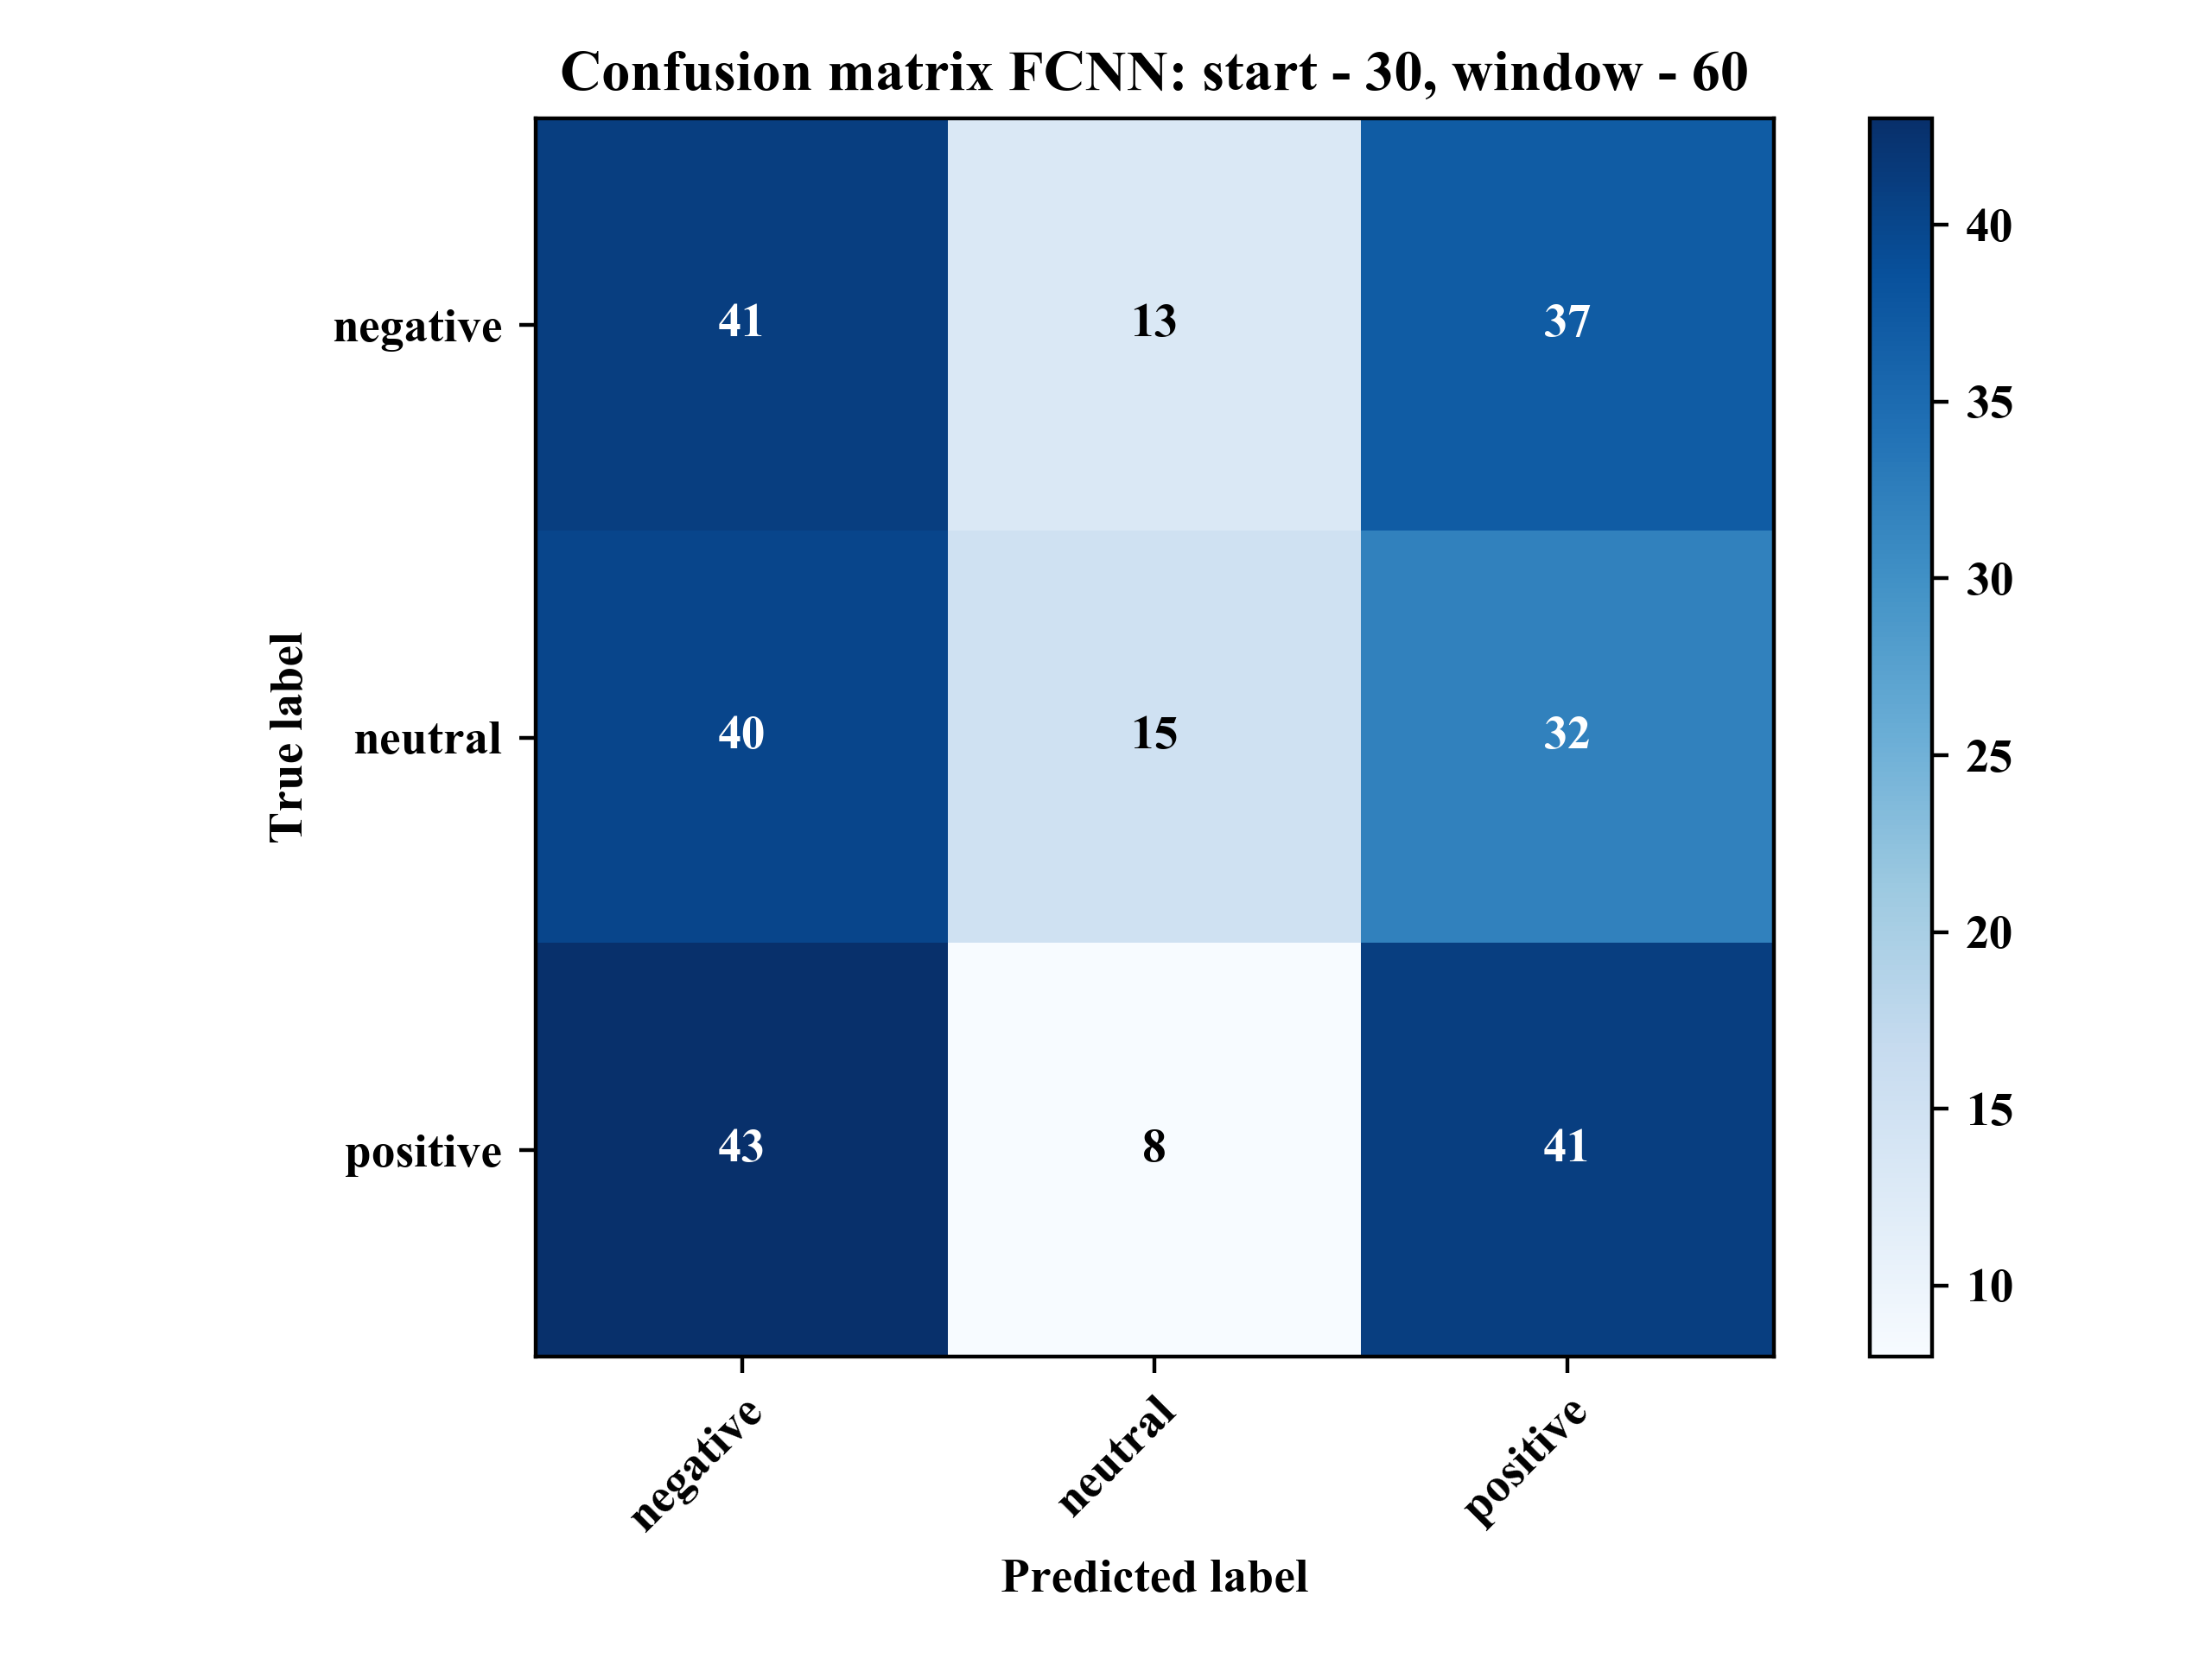 Confusion matrix FCNN: start - 30, window - 60
True label
negative 41 13 37
neutral 40 15 32
positive 43 8 41
negative neutral positive
Predicted label
40
35
30
25
20
15
10